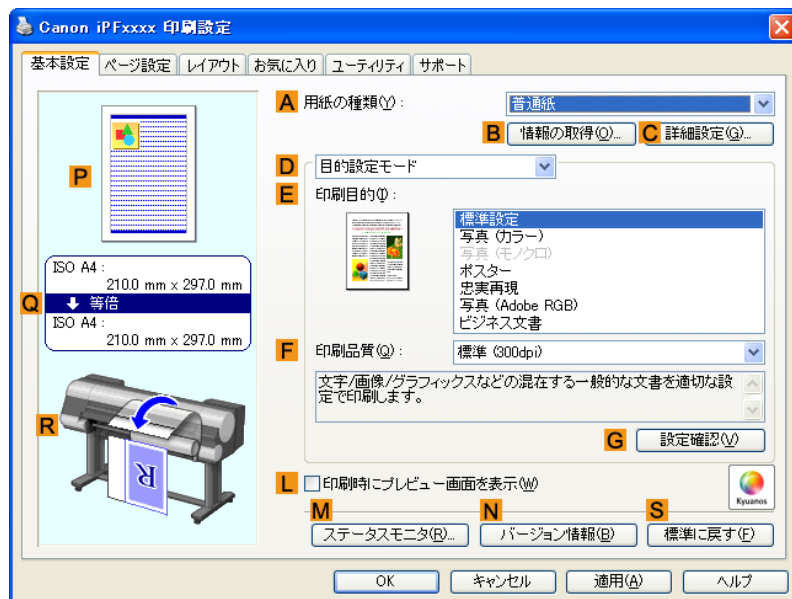 Canon iPFxxxx 印刷設定
基本設定 ページ設定 レイアウト お気に入り ユーティリティ サポート
A 用紙の種類(Y): 普通紙
B 情報の取得(O)... C 詳細設定(G)...
D 目的設定モード
E 印刷目的(I):
標準設定
写真 (カラー)
写真 (モノクロ)
ポスター
忠実再現
写真 (Adobe RGB)
ビジネス文書
F 印刷品質(Q): 標準 (300dpi)
文字/画像/グラフィックスなどの混在する一般的な文書を適切な設
定で印刷します。
G 設定確認(V)
P
Q
ISO A4 :
210.0 mm x 297.0 mm
等倍
ISO A4 :
210.0 mm x 297.0 mm
R
R
L 印刷時にプレビュー画面を表示(W)
Kyuanos
M ステータスモニタ(R)... N バージョン情報(B) S 標準に戻す(F)
OK キャンセル 適用(A) ヘルプ